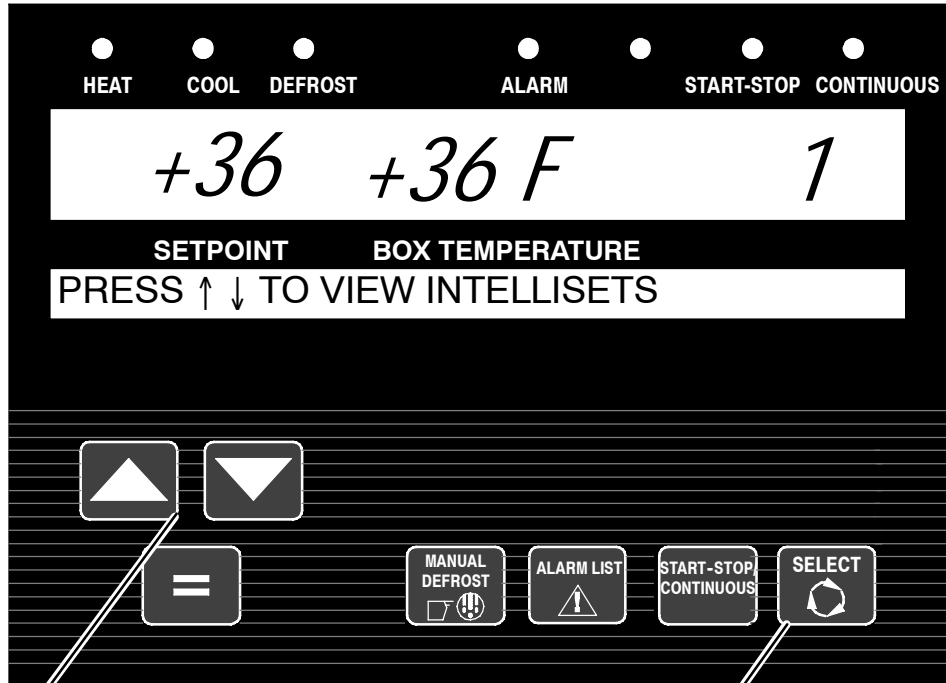 HEAT COOL DEFROST ALARM START-STOP CONTINUOUS
+36 +36 F 1
SETPOINT BOX TEMPERATURE
PRESS ↑ ↓ TO VIEW INTELLISETS
=
MANUAL
DEFROST
ALARM LIST
START-STOP/
CONTINUOUS
SELECT